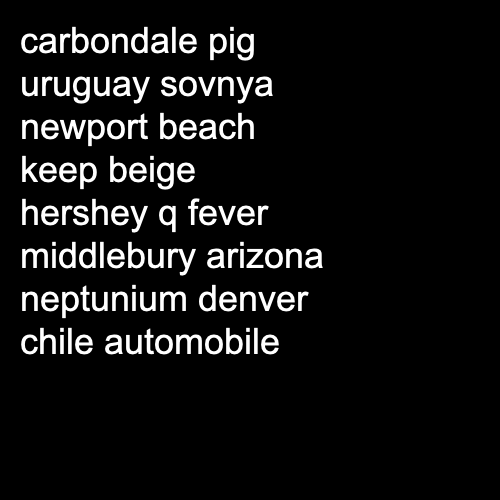 carbondale pig
uruguay sovnya
newport beach
keep beige
hershey q fever
middlebury arizona
neptunium denver
chile automobile